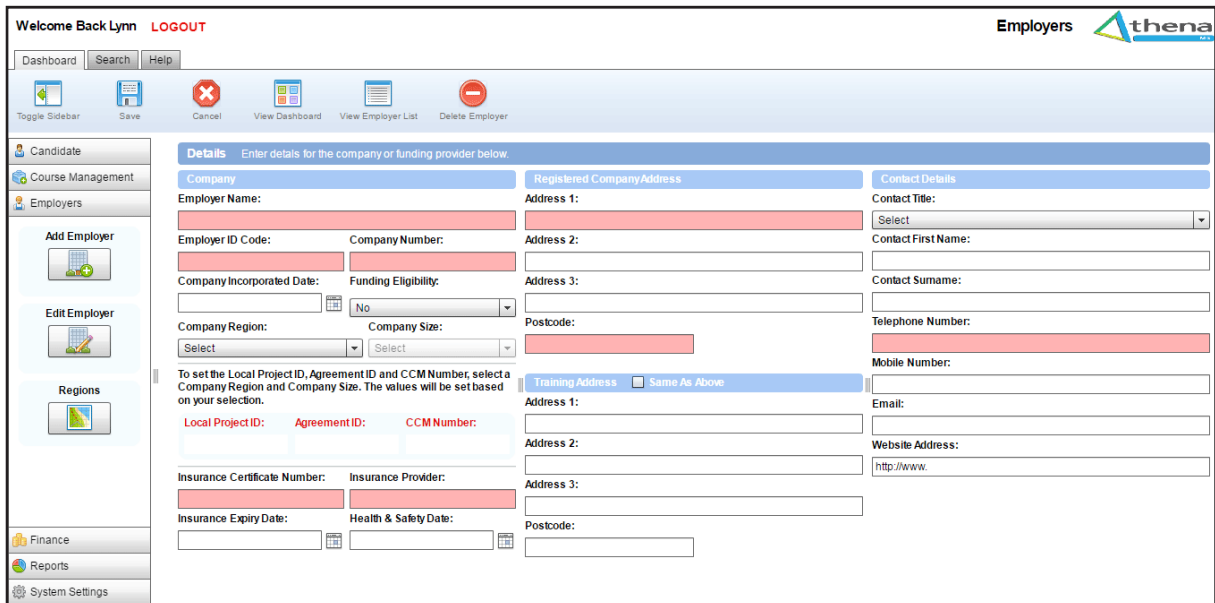 Welcome Back Lynn LOGOUT
Employers
Athena
Dashboard Search Help
Toggle Sidebar Save Cancel View Dashboard View Employer List Delete Employer
Candidate
Course Management
Employers
Add Employer
Edit Employer
Regions
Finance
Reports
System Settings
Details Enter detals for the company or funding provider below.
Company
Employer Name:
Employer ID Code: Company Number:
Company Incorporated Date: Funding Eligibility:
No
Company Region: Company Size:
Select Select
To set the Local Project ID, Agreement ID and CCM Number, select a
Company Region and Company Size. The values will be set based
on your selection.
Local Project ID: Agreement ID: CCM Number:
Insurance Certificate Number: Insurance Provider:
Insurance Expiry Date: Health & Safety Date:
Registered Company Address
Address 1:
Address 2:
Address 3:
Postcode:
Training Address Same As Above
Address 1:
Address 2:
Address 3:
Postcode:
Contact Details
Contact Title:
Select
Contact First Name:
Contact Surname:
Telephone Number:
Mobile Number:
Email:
Website Address:
http://www.